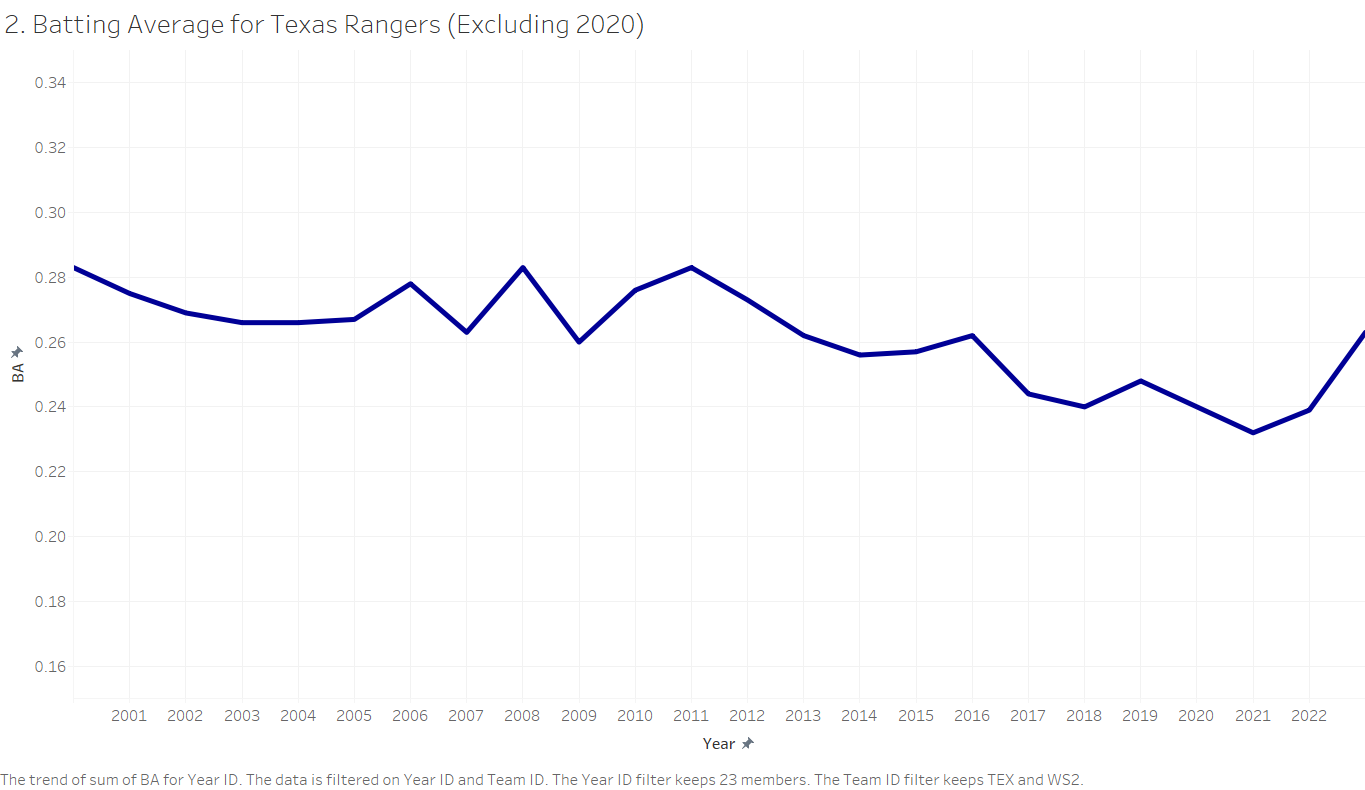 2. Batting Average for Texas Rangers (Excluding 2020)
0.34
0.32
0.30
0.28
0.26
0.24
0.22
0.20
0.18
0.16
BA
2001 2002 2003 2004 2005 2006 2007 2008 2009 2010 2011 2012 2013 2014 2015 2016 2017 2018 2019 2020 2021 2022
Year
The trend of sum of BA for Year ID. The data is filtered on Year ID and Team ID. The Year ID filter keeps 23 members. The Team ID filter keeps TEX and WS2.